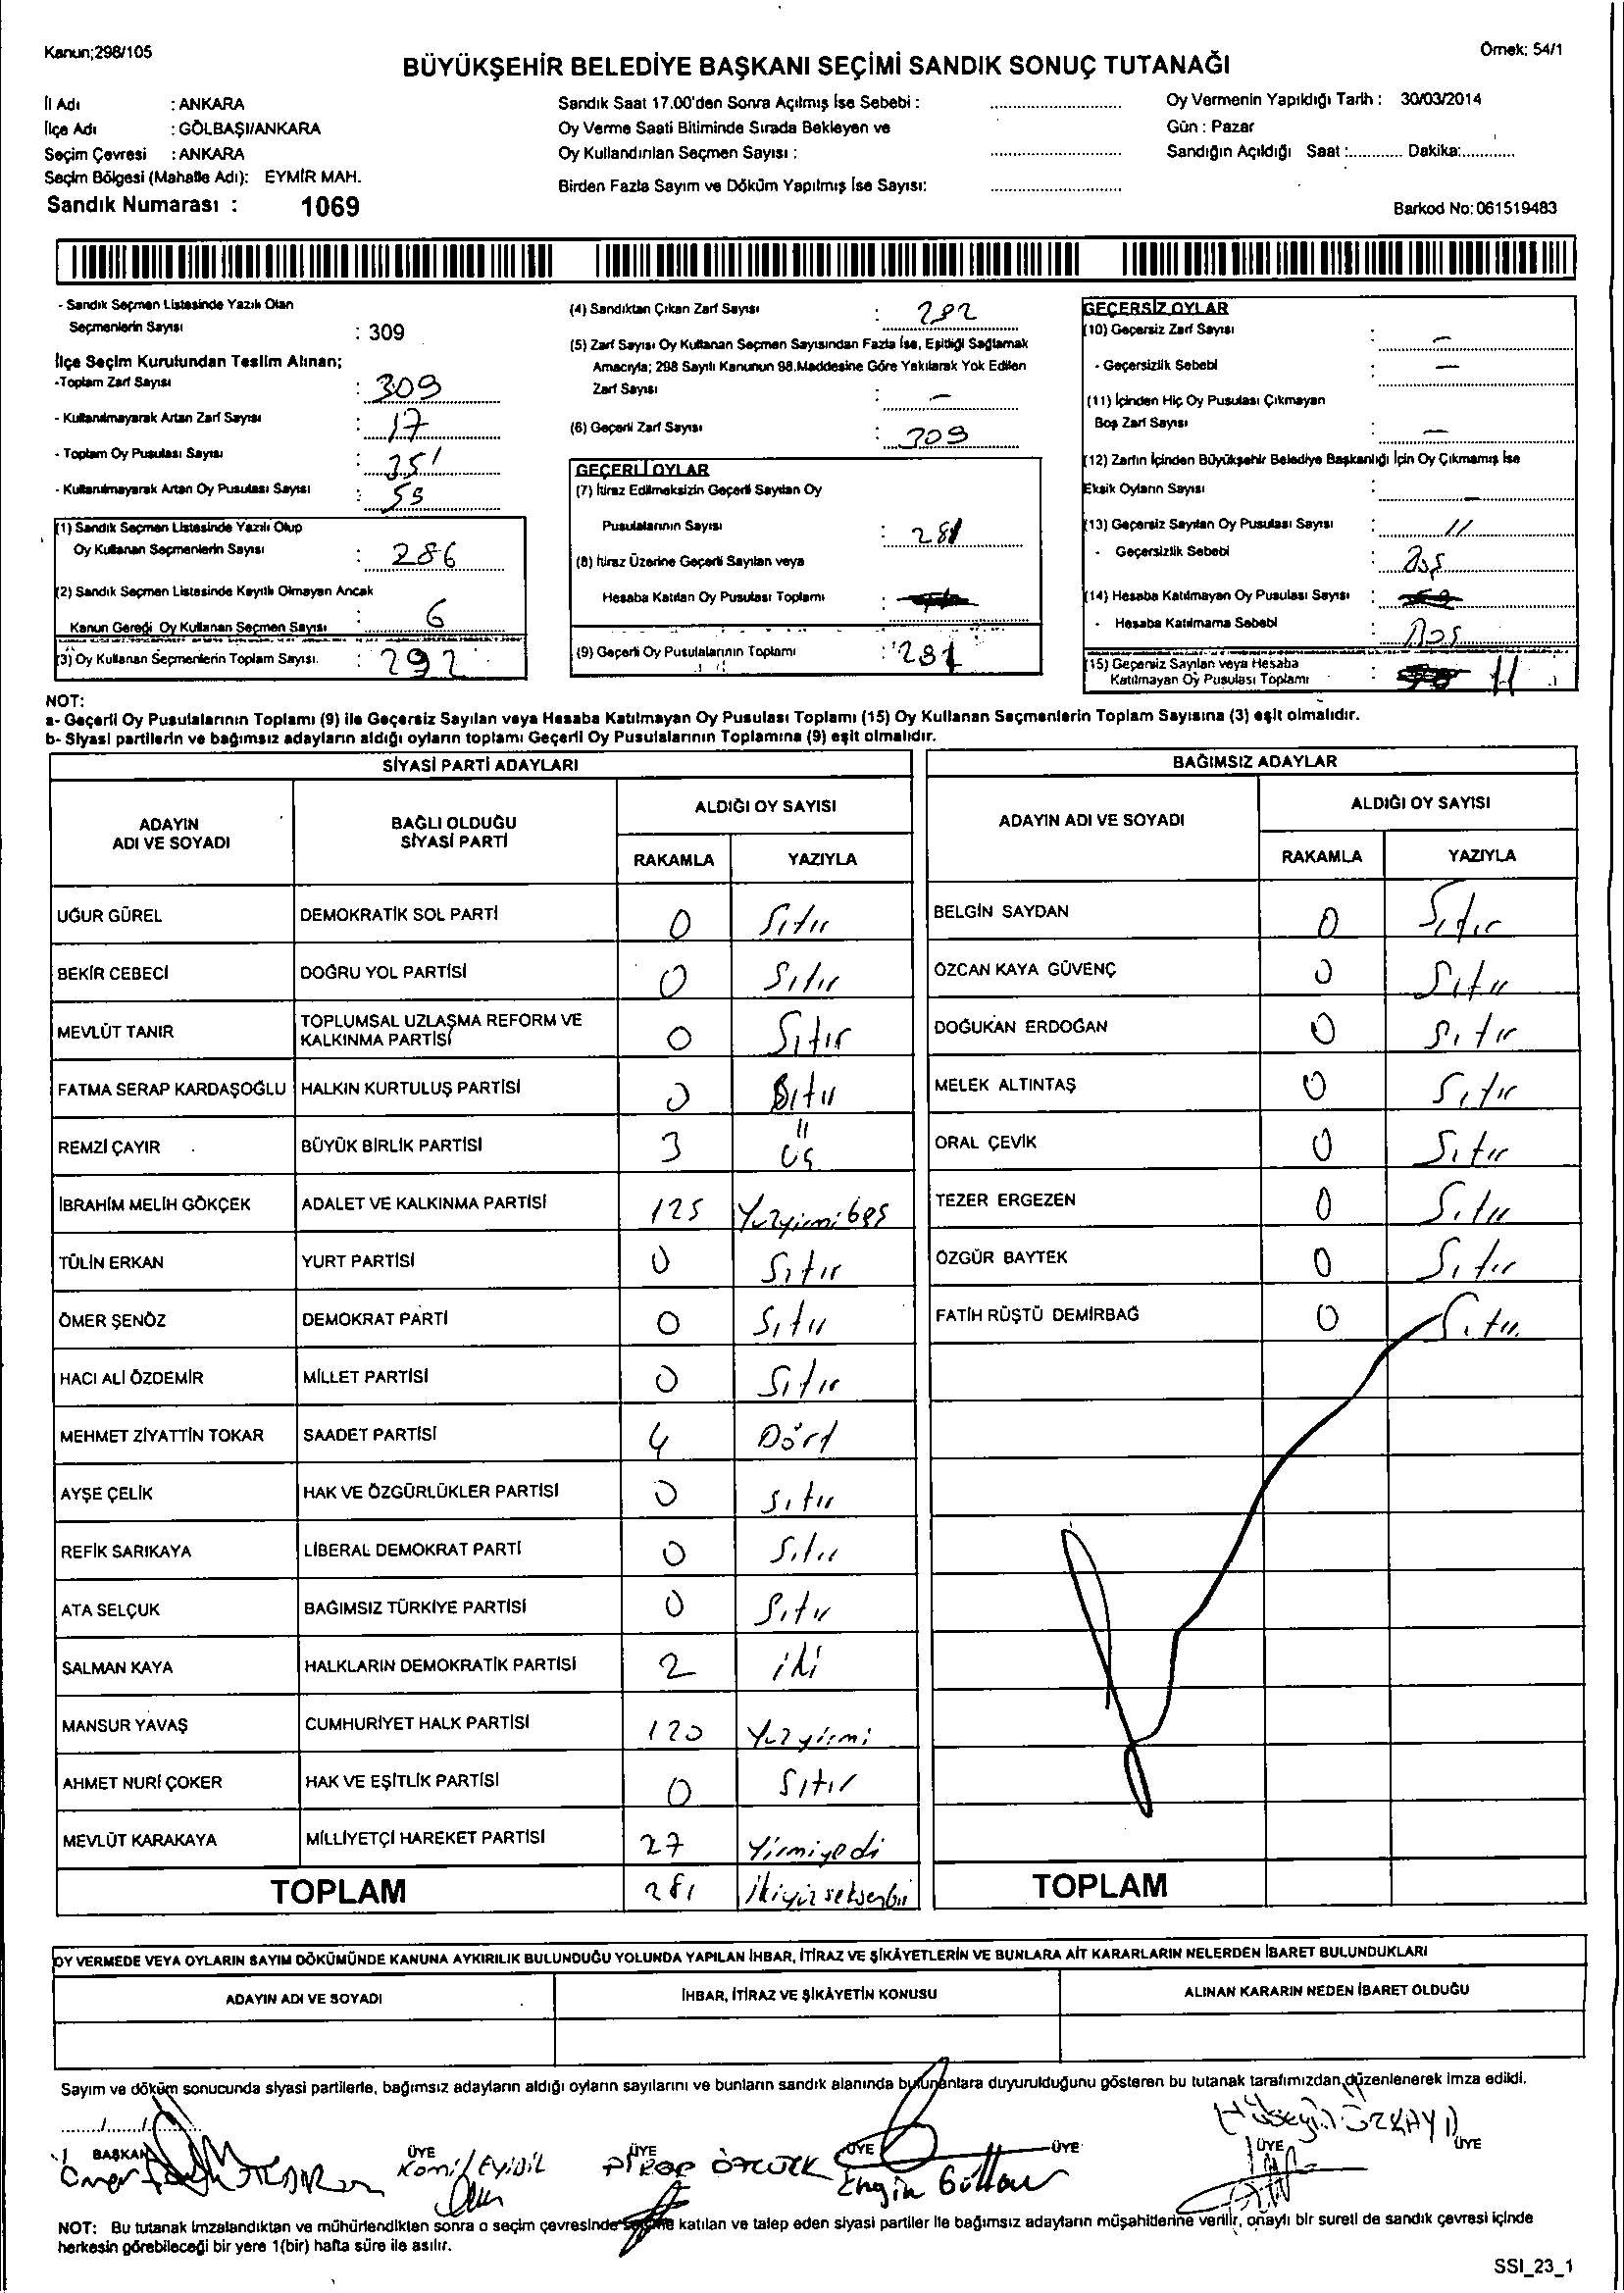 Kanun;298/105
Örnek: 54/1
BÜYÜKŞEHİR BELEDİYE BAŞKANI SEÇİMİ SANDIK SONUÇ TUTANAĞI
İl Adı : ANKARA
İlçe Adı : GÖLBAŞI/ANKARA
Seçim Çevresi : ANKARA
Seçim Bölgesi (Mahalle Adı): EYMİR MAH.
Sandık Numarası : 1069
Sandık Saat 17.00'den Sonra Açılmış İse Sebebi :
Oy Verme Saati Bitiminde Sırada Bekleyen ve
Oy Kullandırılan Seçmen Sayısı :
Birden Fazla Sayım ve Döküm Yapılmış İse Sayısı:
Oy Vermenin Yapıldığı Tarih : 30/03/2014
Gün : Pazar
Sandığın Açıldığı Saat :............ Dakika:............
Barkod No: 061519483
- Sandık Seçmen Listesinde Yazılı Olan
Seçmenlerin Sayısı : 309
İlçe Seçim Kurulundan Teslim Alınan;
-Toplam Zarf Sayısı : 309
- Kullanılmayarak Artan Zarf Sayısı : 17
- Toplam Oy Pusulası Sayısı : 351
- Kullanılmayarak Artan Oy Pusulası Sayısı : 59
(1) Sandık Seçmen Listesinde Yazılı Olup
Oy Kullanan Seçmenlerin Sayısı : 286
(2) Sandık Seçmen Listesinde Kayıtlı Olmayan Ancak
Kanun Gereği Oy Kullanan Seçmen Sayısı : 6
(3) Oy Kullanan Seçmenlerin Toplam Sayısı. : 292
(4) Sandıktan Çıkan Zarf Sayısı : 292
(5) Zarf Sayısı Oy Kullanan Seçmen Sayısından Fazla İse, Eşitliği Sağlamak
Amacıyla; 298 Sayılı Kanunun 98.Maddesine Göre Yakılarak Yok Edilen
Zarf Sayısı : -
(6) Geçerli Zarf Sayısı : 309
GEÇERLİ OYLAR
(7) İtiraz Edilmeksizin Geçerli Sayılan Oy
Pusulalarının Sayısı : 281
(8) İtiraz Üzerine Geçerli Sayılan veya
Hesaba Katılan Oy Pusulası Toplamı :
(9) Geçerli Oy Pusulalarının Toplamı : 281
GEÇERSİZ OYLAR
(10) Geçersiz Zarf Sayısı : -
- Geçersizlik Sebebi : -
(11) İçinden Hiç Oy Pusulası Çıkmayan
Boş Zarf Sayısı : -
(12) Zarfın İçinden Büyükşehir Belediye Başkanlığı İçin Oy Çıkmamış İse
Eksik Oyların Sayısı : -
(13) Geçersiz Sayılan Oy Pusulası Sayısı : 11
- Geçersizlik Sebebi :
(14) Hesaba Katılmayan Oy Pusulası Sayısı :
- Hesaba Katılmama Sebebi :
(15) Geçersiz Sayılan veya Hesaba
Katılmayan Oy Pusulası Toplamı : 11
NOT:
a- Geçerli Oy Pusulalarının Toplamı (9) ile Geçersiz Sayılan veya Hesaba Katılmayan Oy Pusulası Toplamı (15) Oy Kullanan Seçmenlerin Toplam Sayısına (3) eşit olmalıdır.
b- Siyasi partilerin ve bağımsız adayların aldığı oyların toplamı Geçerli Oy Pusulalarının Toplamına (9) eşit olmalıdır.
SİYASİ PARTİ ADAYLARI
ADAYIN ADI VE SOYADI
BAĞLI OLDUĞU SİYASİ PARTİ
ALDIĞI OY SAYISI
RAKAMLA YAZIYLA
UĞUR GÜREL DEMOKRATİK SOL PARTİ 0 Sıfır
BEKİR CEBECİ DOĞRU YOL PARTİSİ 0 Sıfır
MEVLÜT TANIR TOPLUMSAL UZLAŞMA REFORM VE KALKINMA PARTİSİ 0 Sıfır
FATMA SERAP KARDAŞOĞLU HALKIN KURTULUŞ PARTİSİ 0 Sıfır
REMZİ ÇAYIR BÜYÜK BİRLİK PARTİSİ 3 Üç
İBRAHİM MELİH GÖKÇEK ADALET VE KALKINMA PARTİSİ 125 Yüzyirmibeş
TÜLİN ERKAN YURT PARTİSİ 0 Sıfır
ÖMER ŞENÖZ DEMOKRAT PARTİ 0 Sıfır
HACI ALİ ÖZDEMİR MİLLET PARTİSİ 0 Sıfır
MEHMET ZİYATTİN TOKAR SAADET PARTİSİ 4 Dört
AYŞE ÇELİK HAK VE ÖZGÜRLÜKLER PARTİSİ 0 Sıfır
REFİK SARIKAYA LİBERAL DEMOKRAT PARTİ 0 Sıfır
ATA SELÇUK BAĞIMSIZ TÜRKİYE PARTİSİ 0 Sıfır
SALMAN KAYA HALKLARIN DEMOKRATİK PARTİSİ 2 iki
MANSUR YAVAŞ CUMHURİYET HALK PARTİSİ 120 Yüzyirmi
AHMET NURİ ÇOKER HAK VE EŞİTLİK PARTİSİ 0 Sıfır
MEVLÜT KARAKAYA MİLLİYETÇİ HAREKET PARTİSİ 27 Yirmiyedi
TOPLAM 281 İkiyüzseksenbir
BAĞIMSIZ ADAYLAR
ADAYIN ADI VE SOYADI
ALDIĞI OY SAYISI
RAKAMLA YAZIYLA
BELGİN SAYDAN 0 Sıfır
ÖZCAN KAYA GÜVENÇ 0 Sıfır
DOĞUKAN ERDOĞAN 0 Sıfır
MELEK ALTINTAŞ 0 Sıfır
ORAL ÇEVİK 0 Sıfır
TEZER ERGEZEN 0 Sıfır
ÖZGÜR BAYTEK 0 Sıfır
FATİH RÜŞTÜ DEMİRBAĞ 0 Sıfır
TOPLAM
OY VERMEDE VEYA OYLARIN SAYIM DÖKÜMÜNDE KANUNA AYKIRILIK BULUNDUĞU YOLUNDA YAPILAN İHBAR, İTİRAZ VE ŞİKÂYETLERİN VE BUNLARA AİT KARARLARIN NELERDEN İBARET BULUNDUKLARI
ADAYIN ADI VE SOYADI
İHBAR, İTİRAZ VE ŞİKÂYETİN KONUSU
ALINAN KARARIN NEDEN İBARET OLDUĞU
Sayım ve döküm sonucunda siyasi partilerle, bağımsız adayların aldığı oyların sayılarını ve bunların sandık alanında bulunanlara duyurulduğunu gösteren bu tutanak tarafımızdan düzenlenerek imza edildi.
BAŞKAN ÜYE ÜYE ÜYE ÜYE ÜYE ÜYE
Ömer
Engin
Hüseyin
NOT: Bu tutanak imzalandıktan ve mühürlendikten sonra o seçim çevresinde seçime katılan ve talep eden siyasi partiler ile bağımsız adayların müşahitlerine verilir, onaylı bir sureti de sandık çevresi içinde
herkesin görebileceği bir yere 1(bir) hafta süre ile asılır.
SSI_23_1